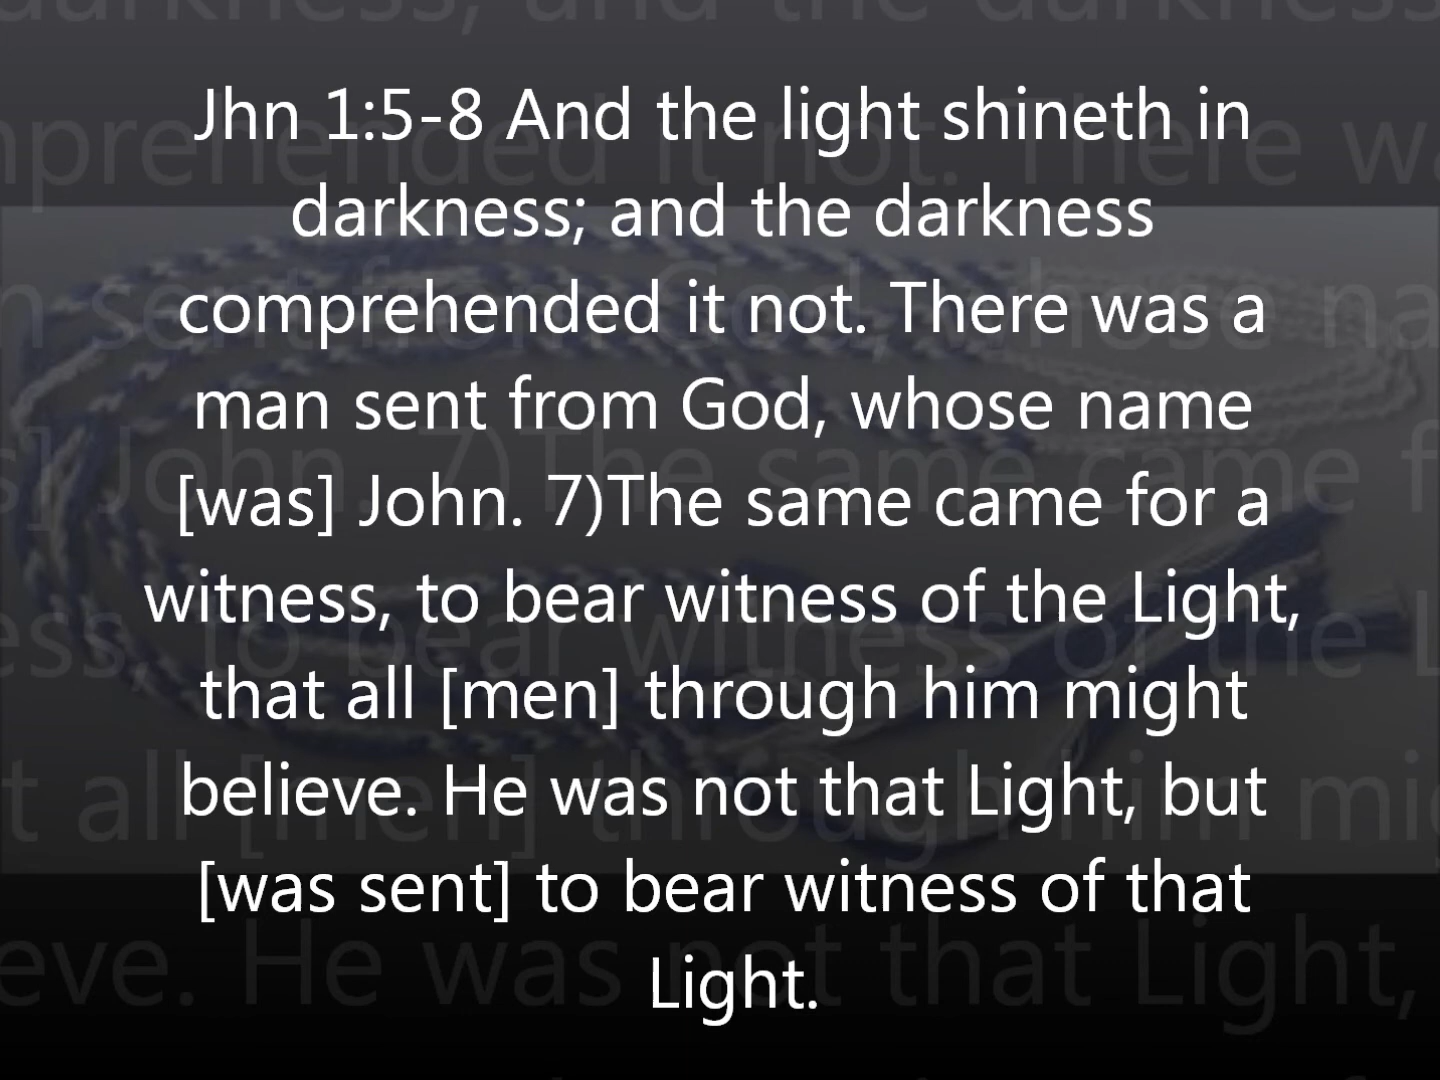 Jhn 1:5-8 And the light shineth in
darkness; and the darkness
comprehended it not. There was a
man sent from God, whose name
[was] John. 7)The same came for a
witness, to bear witness of the Light,
that all [men] through him might
believe. He was not that Light, but
[was sent] to bear witness of that
Light.